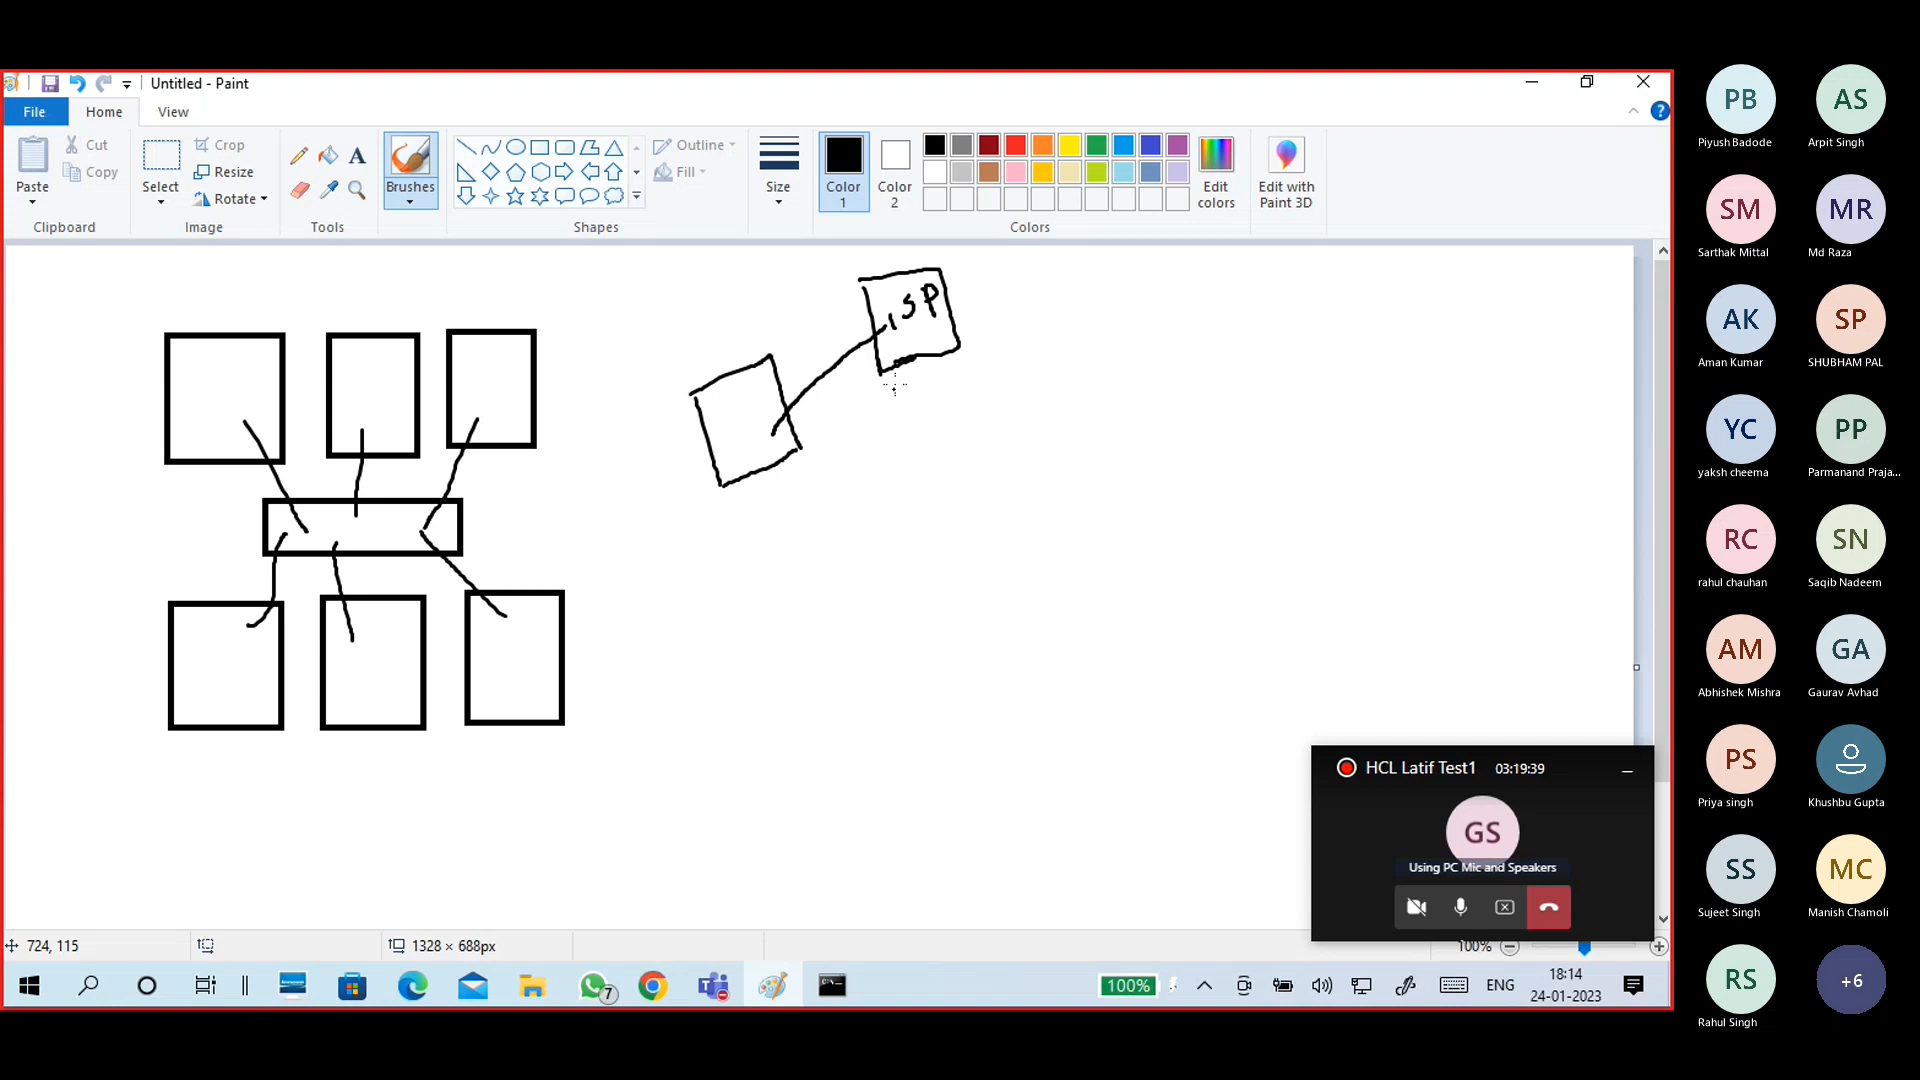 Untitled - Paint
File Home View
Paste
Cut
Copy
Clipboard
Select
Crop
Resize
Rotate
Image
A
Tools
Brushes
Shapes
Outline
Fill
Size
Color 1
Color 2
Edit colors
Colors
Edit with Paint 3D
ISP
HCL Latif Test1 03:19:39
GS
Using PC Mic and Speakers
724, 115
1328 × 688px
100%
7
100%
ENG
18:14
24-01-2023
PB
Piyush Badode
AS
Arpit Singh
SM
Sarthak Mittal
MR
Md Raza
AK
Aman Kumar
SP
SHUBHAM PAL
YC
yaksh cheema
PP
Parmanand Praja...
RC
rahul chauhan
SN
Saqib Nadeem
AM
Abhishek Mishra
GA
Gaurav Avhad
PS
Priya singh
Khushbu Gupta
SS
Sujeet Singh
MC
Manish Chamoli
RS
Rahul Singh
+6